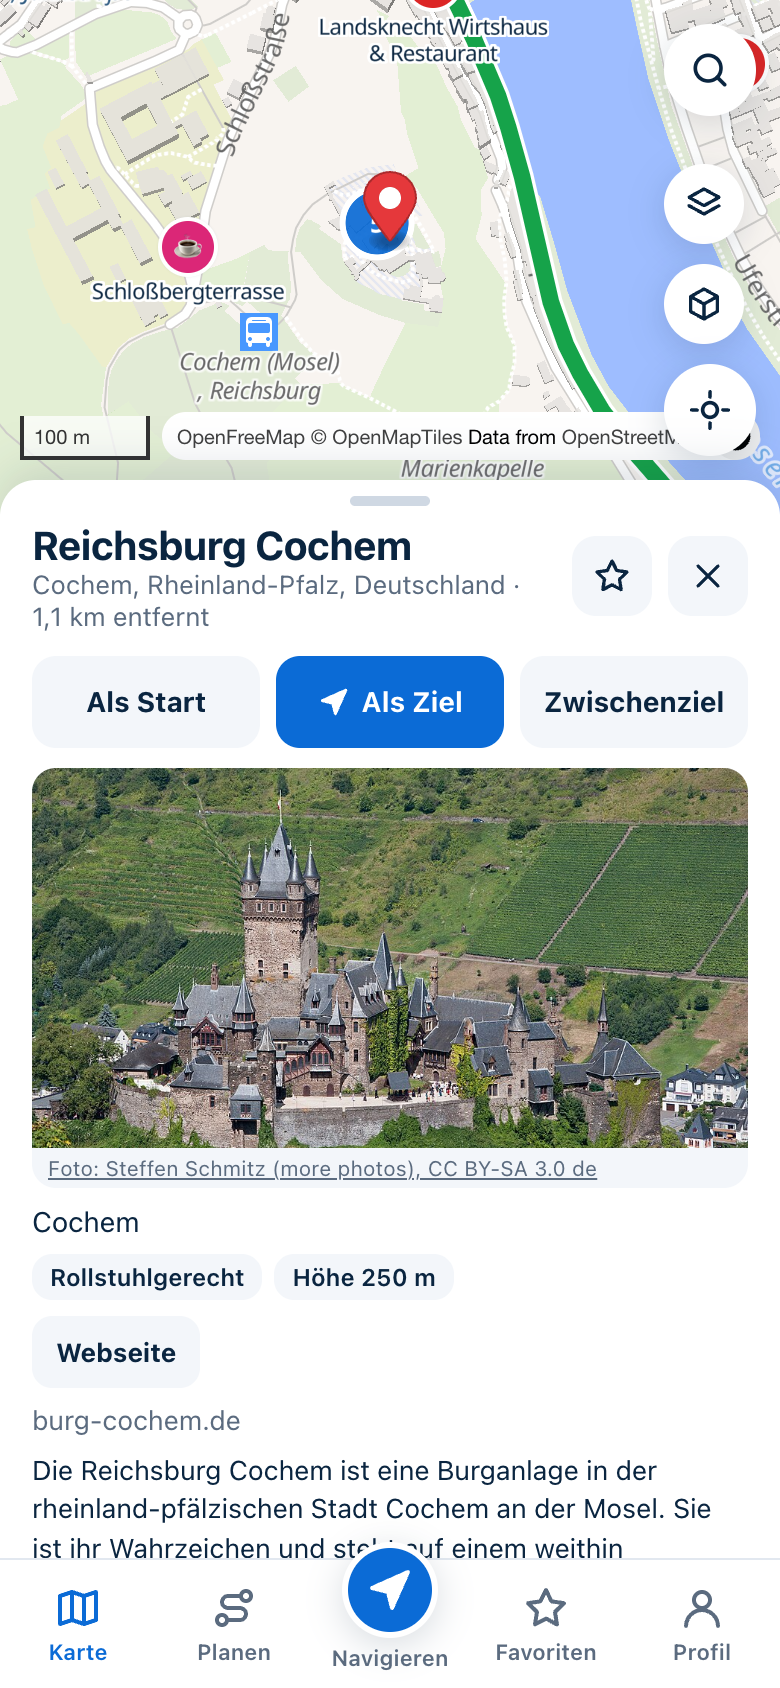 Landsknecht Wirtshaus
& Restaurant
Schloßstraße
Schloßbergterrasse
Uferstr
Cochem (Mosel)
, Reichsburg
100 m
OpenFreeMap © OpenMapTiles Data from OpenStreetM
Marienkapelle
Reichsburg Cochem
Cochem, Rheinland-Pfalz, Deutschland ·
1,1 km entfernt
Als Start
Als Ziel
Zwischenziel
Foto: Steffen Schmitz (more photos), CC BY-SA 3.0 de
Cochem
Rollstuhlgerecht
Höhe 250 m
Webseite
burg-cochem.de
Die Reichsburg Cochem ist eine Burganlage in der
rheinland-pfälzischen Stadt Cochem an der Mosel. Sie
ist ihr Wahrzeichen und steht auf einem weithin
Karte
Planen
Navigieren
Favoriten
Profil